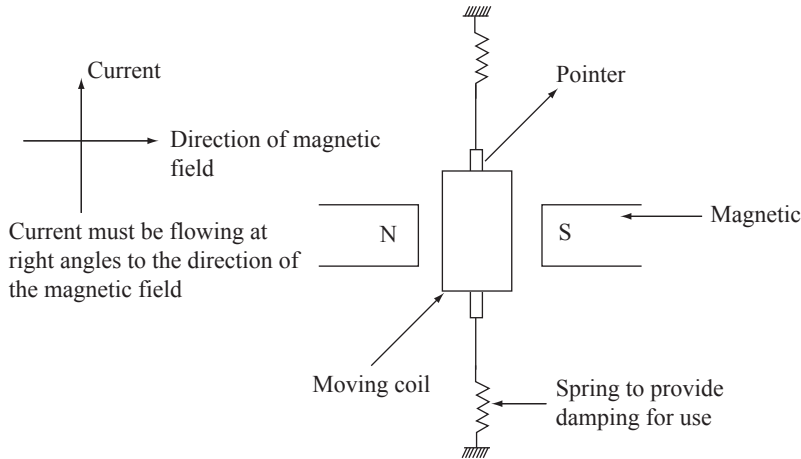 Current
Direction of magnetic
field
Current must be flowing at
right angles to the direction of
the magnetic field
Pointer
N
S
Magnetic
Moving coil
Spring to provide
damping for use